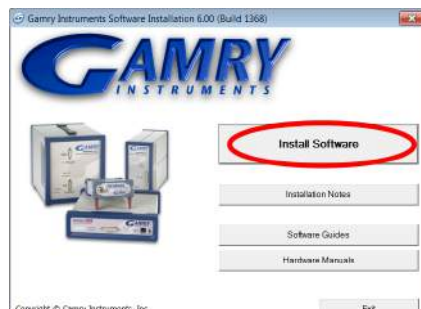 Gamry Instruments Software Installation 6.00 (Build 1368)
GAMRY
INSTRUMENTS
Install Software
Installation Notes
Software Guides
Hardware Manuals
Copyright © Gamry Instruments, Inc.
Exit